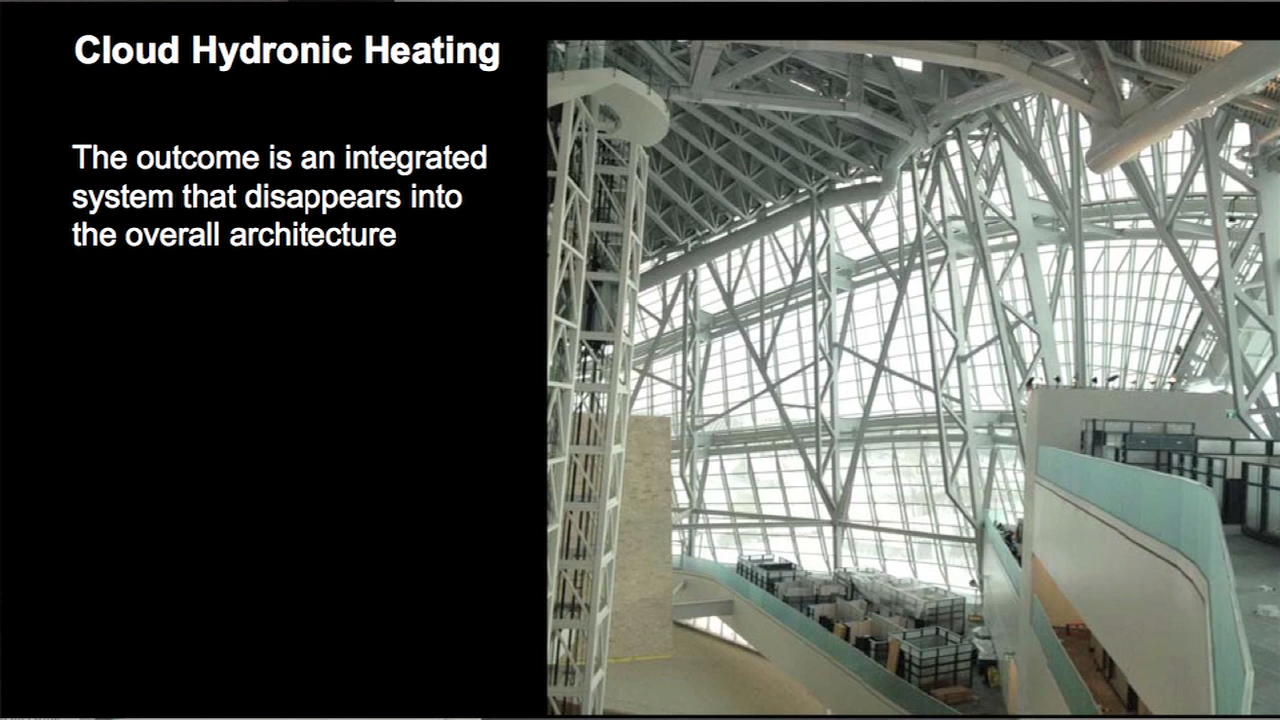 Cloud Hydronic Heating
The outcome is an integrated
system that disappears into
the overall architecture